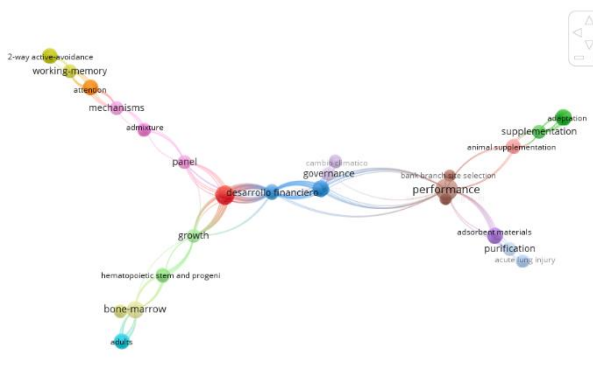 2-way active-avoidance
working-memory
attention
mechanisms
admixture
panel
desarrollo financiero
cambio climatico
governance
bank branch site selection
performance
adaptation
supplementation
animal supplementation
adsorbent materials
purification
acute lung injury
growth
hematopoietic stem and progeni
bone-marrow
adults